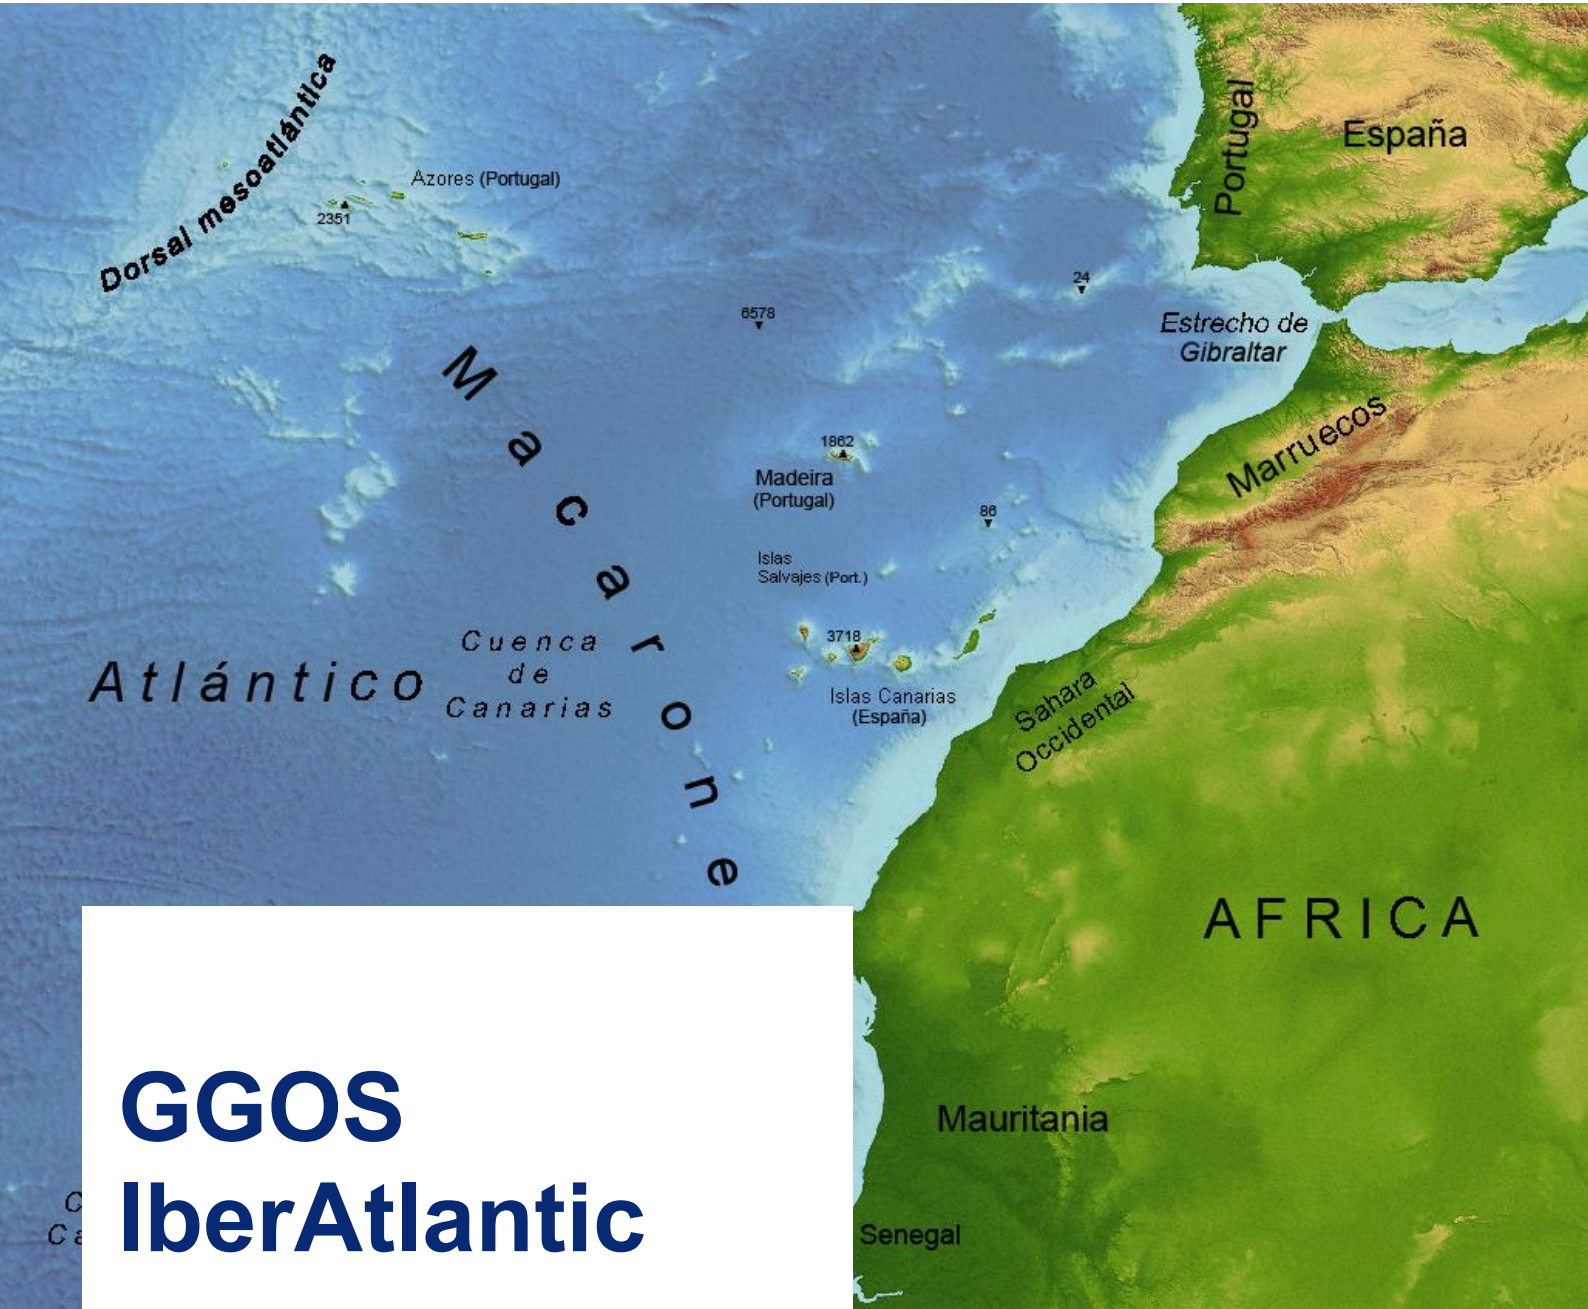 Dorsal mesoatlántica
Azores (Portugal)
2351
Portugal
España
24
6578
Estrecho de
Gibraltar
Macarone
Marruecos
1862
Madeira
(Portugal)
86
Islas
Salvajes (Port.)
3718
Cuenca
de
Canarias
Atlántico
Islas Canarias
(España)
Sahara
Occidental
AFRICA
GGOS
IberAtlantic
Mauritania
Senegal